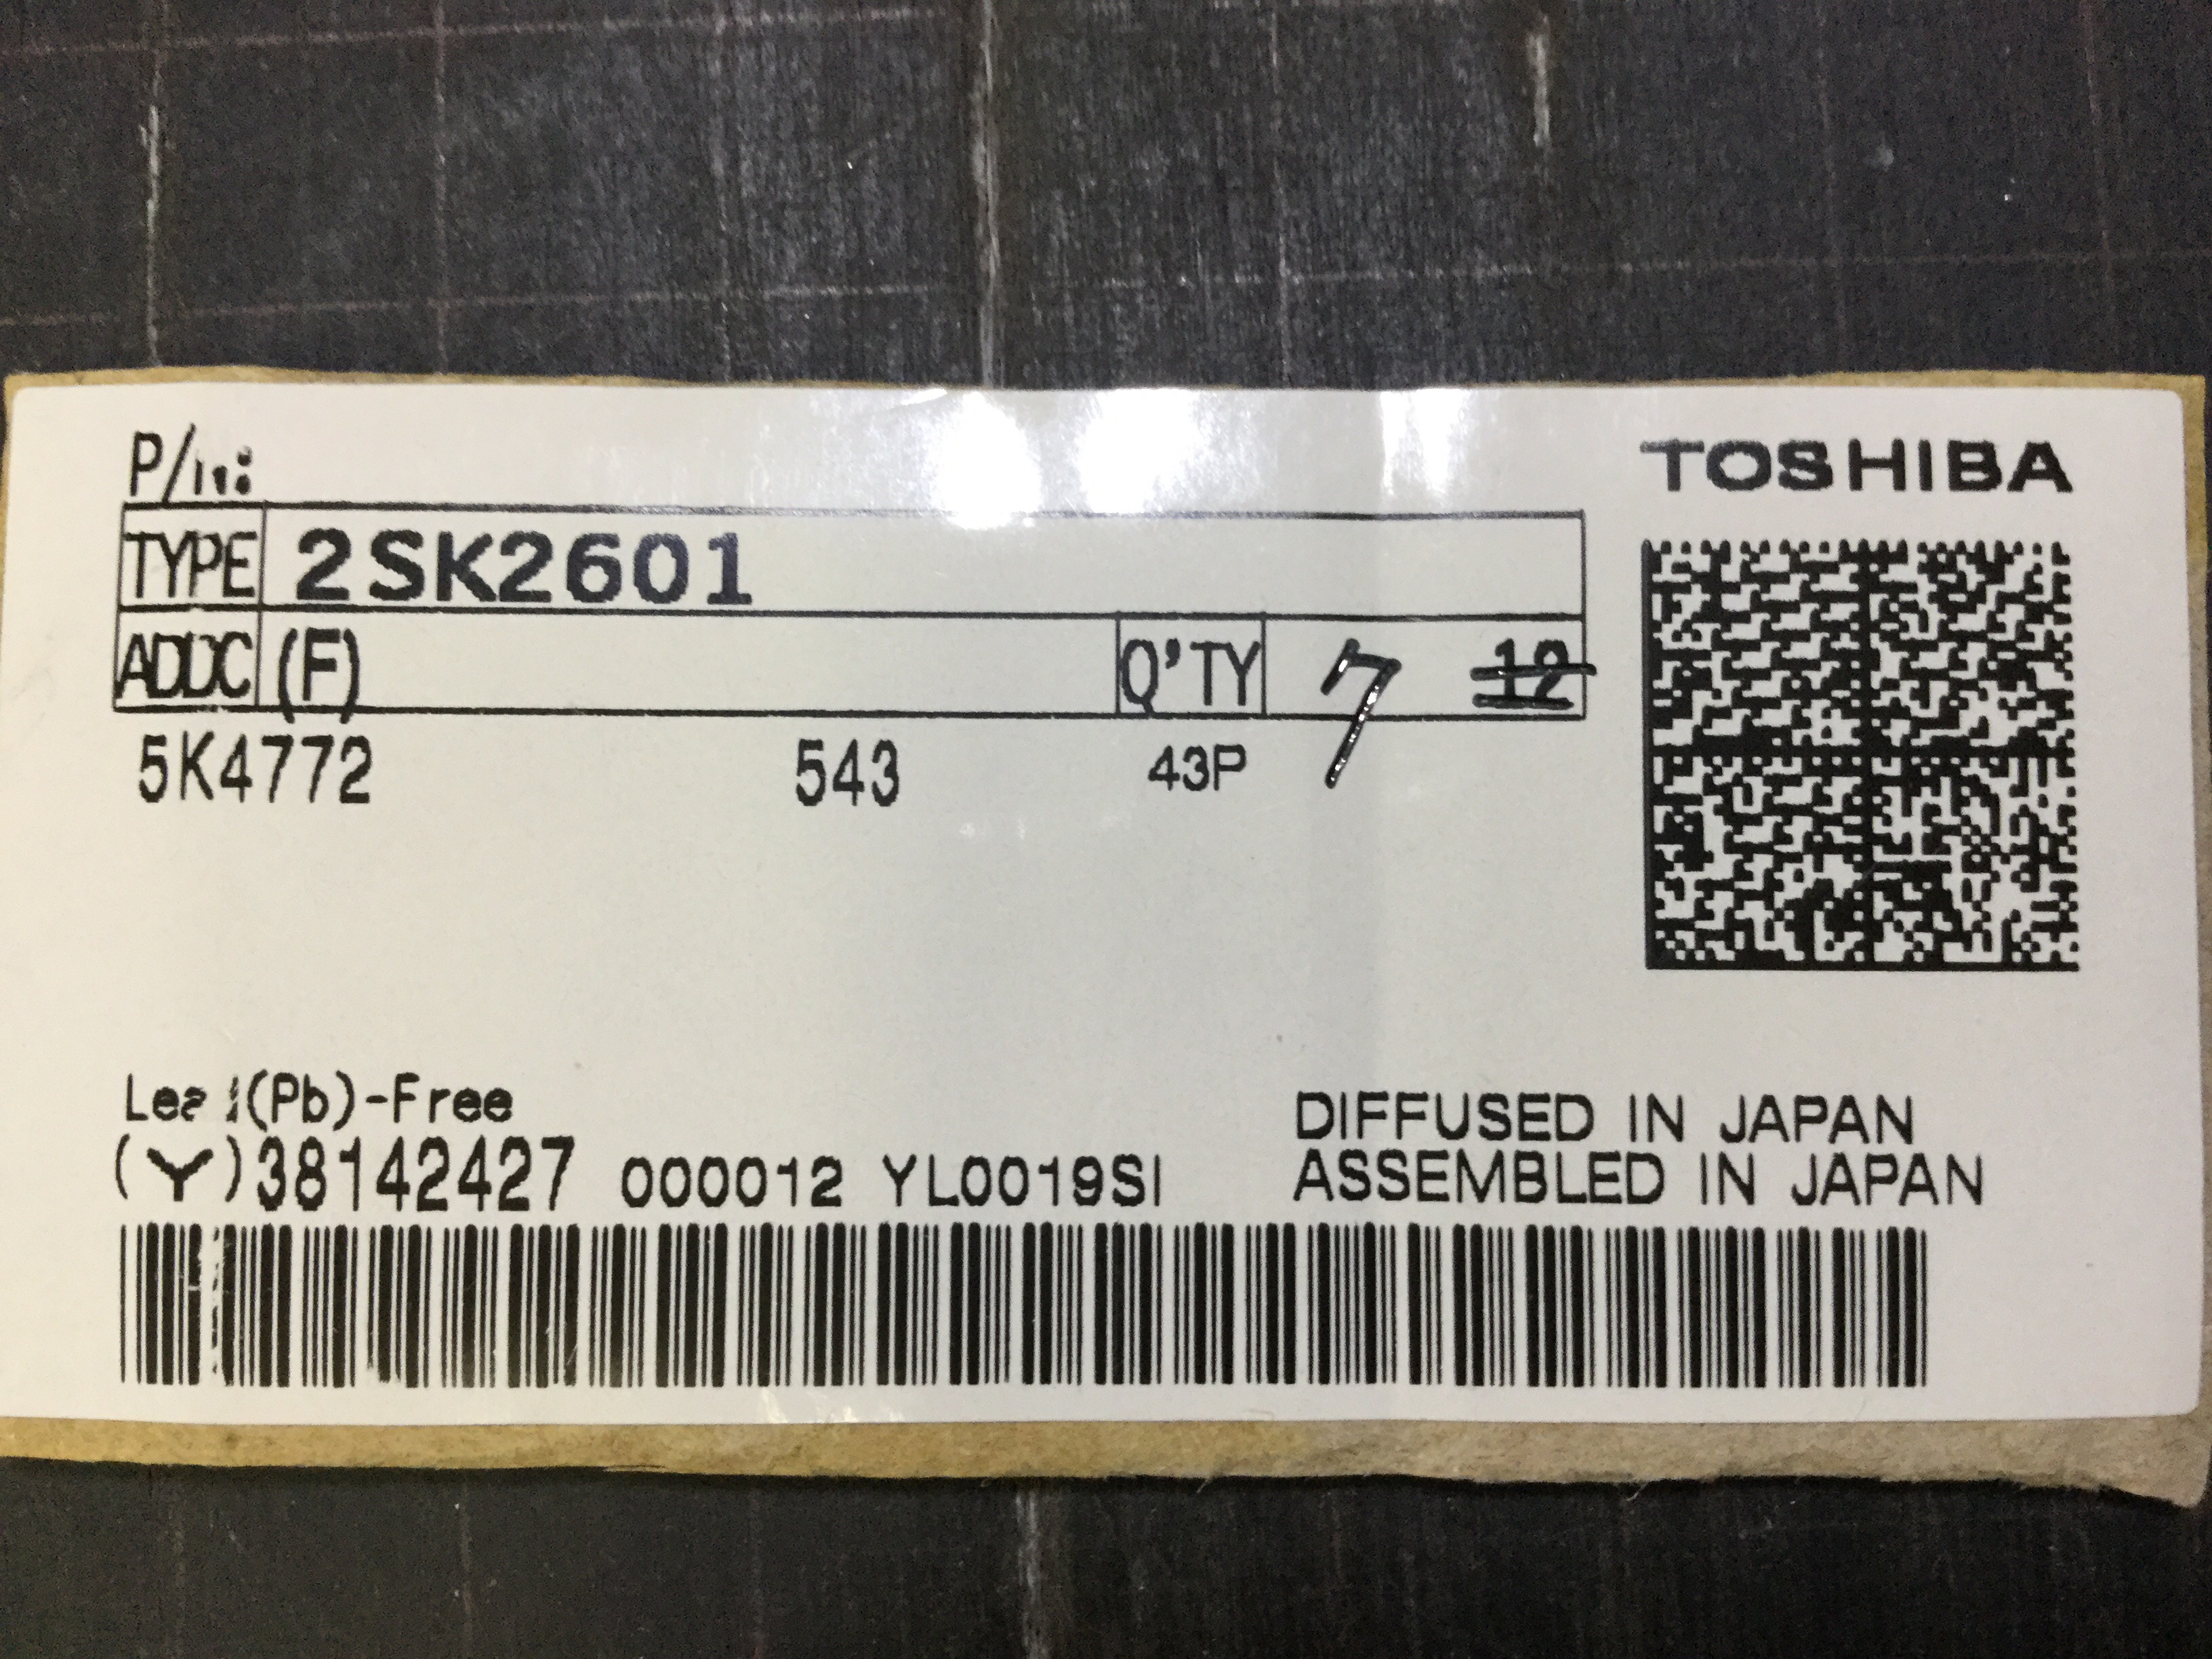 P/N:
TOSHIBA
TYPE 2SK2601
ADDC (F) Q'TY 7 12
5K4772 543 43P
Lead(Pb)-Free
DIFFUSED IN JAPAN
(Y)38142427 000012 YL0019SI
ASSEMBLED IN JAPAN